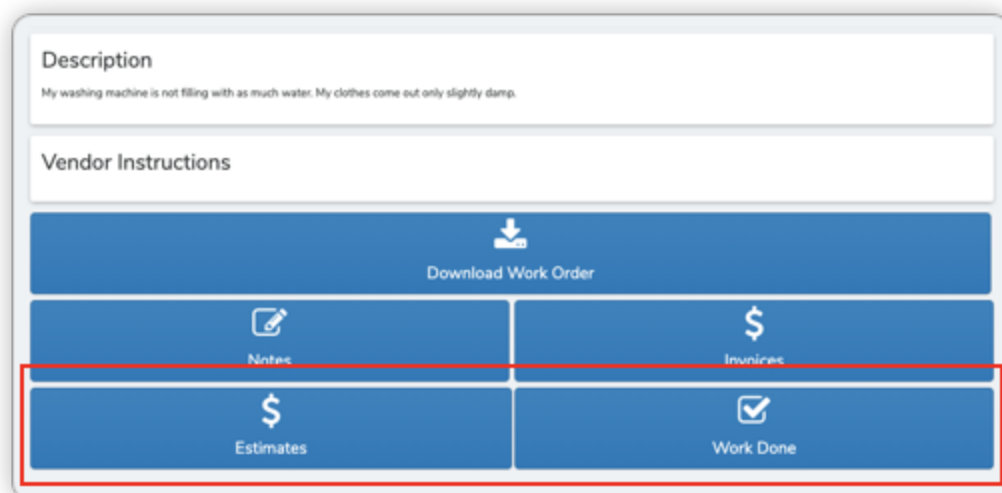 Description
My washing machine is not filling with as much water. My clothes come out only slightly damp.
Vendor Instructions
Download Work Order
Notes
Invoices
Estimates
Work Done